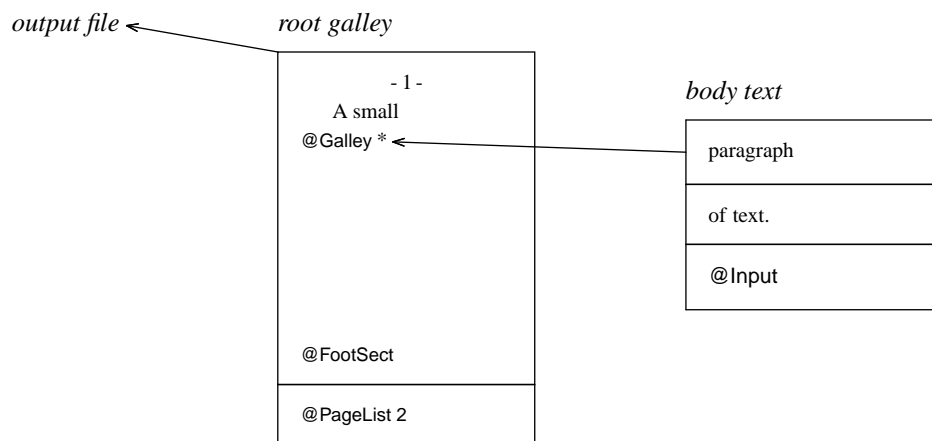 output file
root galley
- 1 -
A small
@Galley *
@FootSect
@PageList 2
body text
paragraph
of text.
@Input